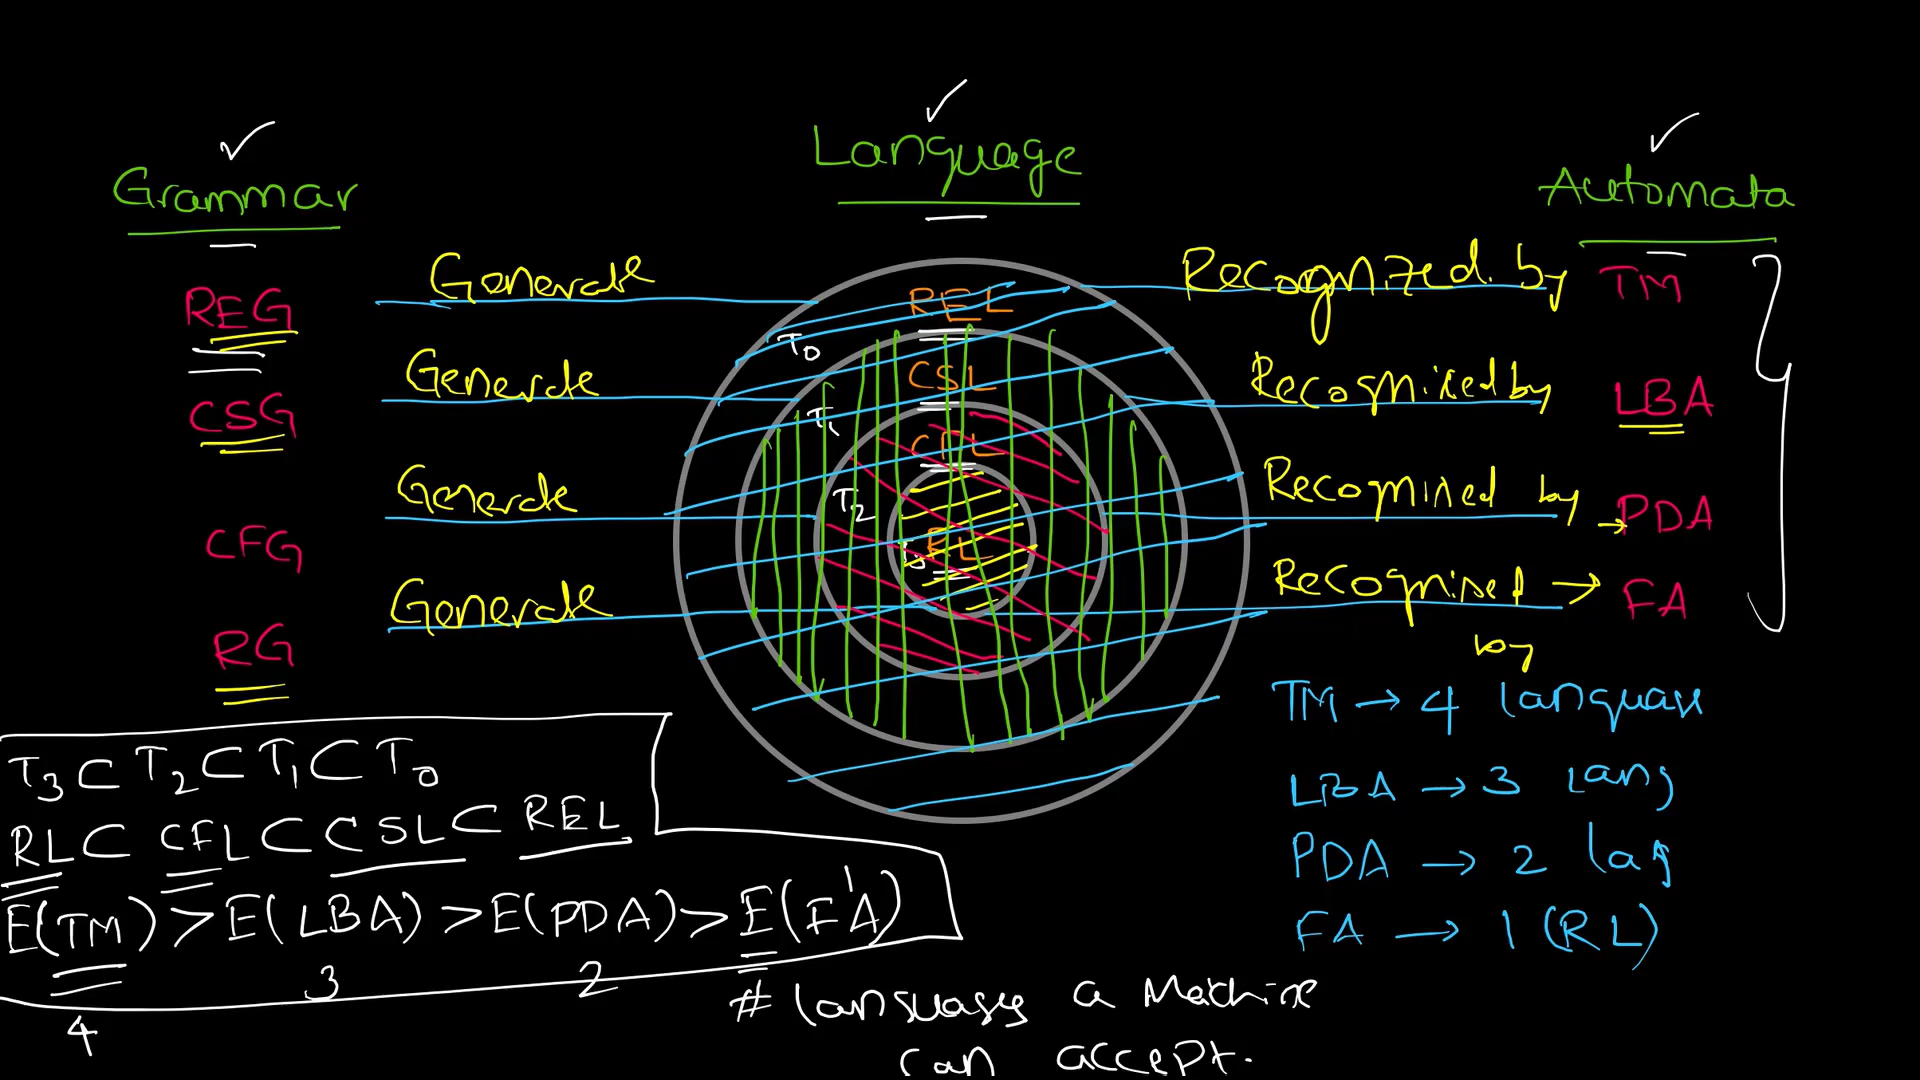 Language
Grammar
Automata
REG Generate REL Recognized by TM
T0
CSG Generate CSL Recognized by LBA
T1
CFL
CFG Generate T2 Recognized by PDA
RL
RG Generate Recognized by FA
TM → 4 language
T3 ⊂ T2 ⊂ T1 ⊂ T0
LBA → 3 lang
RL ⊂ CFL ⊂ CSL ⊂ REL
PDA → 2 lag
E(TM) > E(LBA) > E(PDA) > E(FA)
FA → 1 (RL)
4 3 2 1
# languages a Machine
can accept.